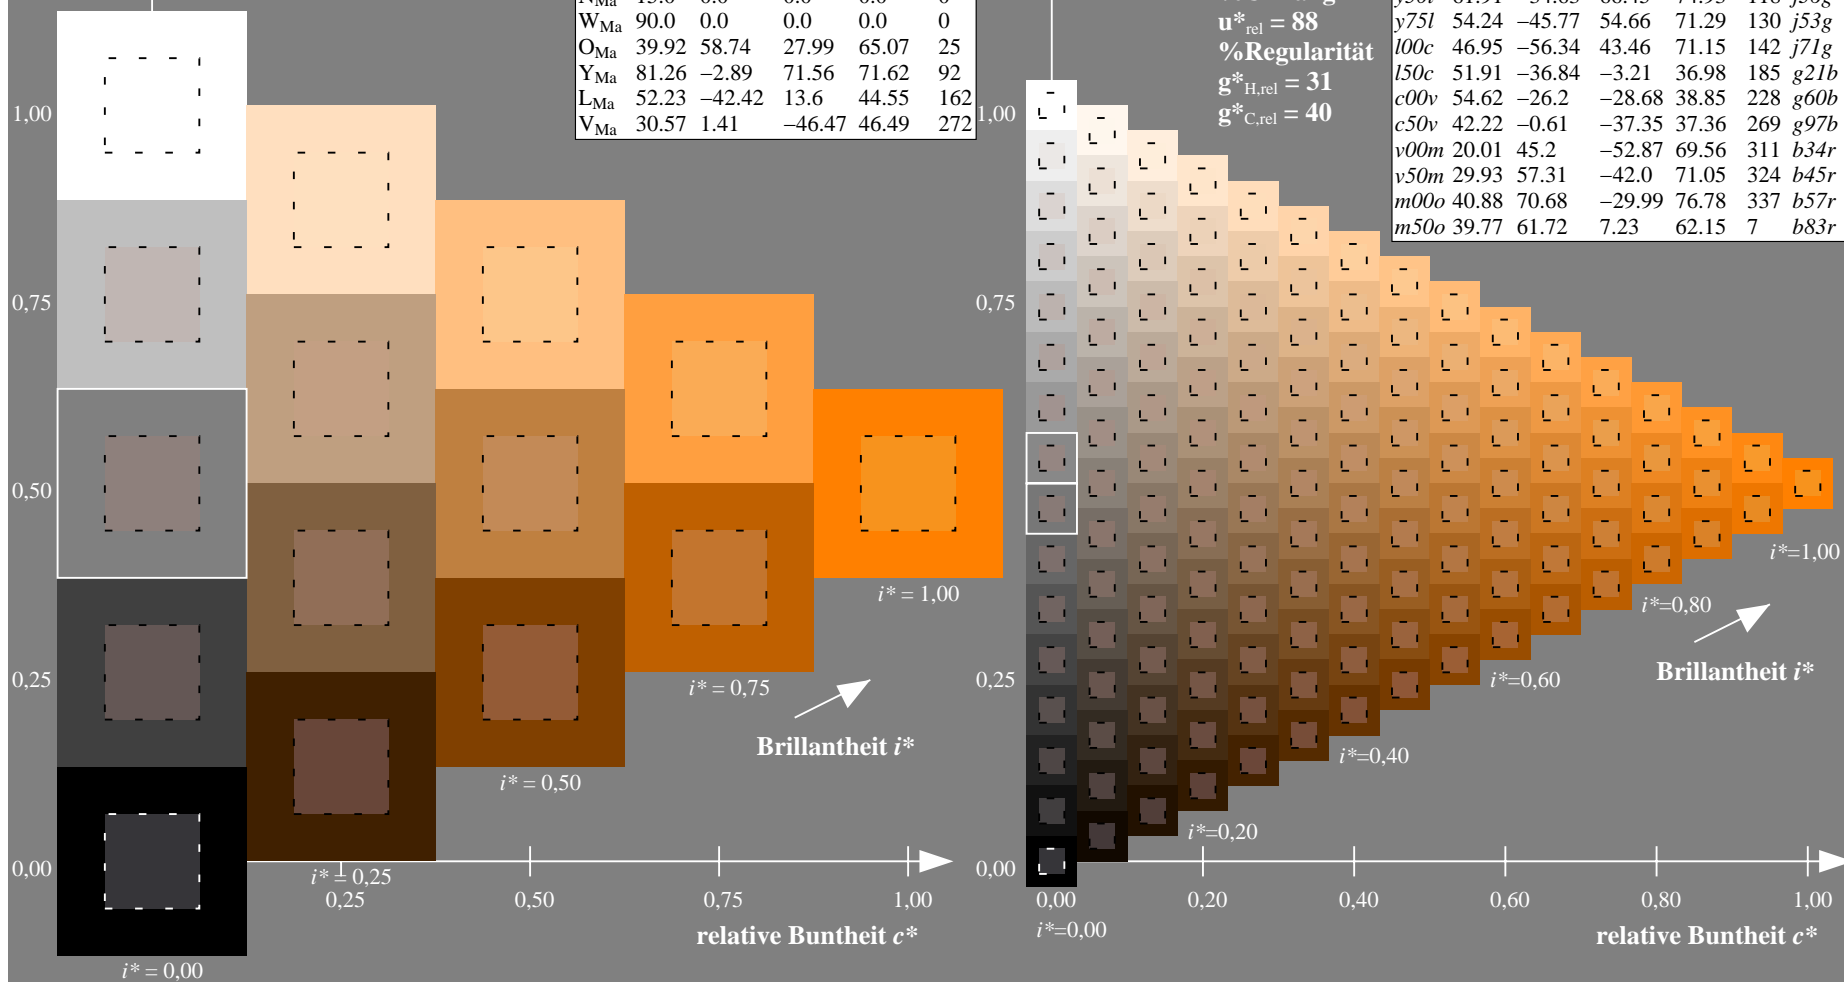 W_Ma 90.0 0.0 0.0 0.0 0
O_Ma 39.92 58.74 27.99 65.07 25
Y_Ma 81.26 −2.89 71.56 71.62 92
L_Ma 52.23 −42.42 13.6 44.55 162
V_Ma 30.57 1.41 −46.47 46.49 272
1,00
0,75
0,50
0,25
0,00
i* = 1,00
i* = 0,75
Brillantheit i*
i* = 0,50
i* = 0,25
0,25 0,50 0,75 1,00
relative Buntheit c*
i* = 0,00
u*rel = 88
%Regularität
g*H,rel = 31
g*C,rel = 40
y75l 54.24 −45.77 54.66 71.29 130 j53g
l00c 46.95 −56.34 43.46 71.15 142 j71g
l50c 51.91 −36.84 −3.21 36.98 185 g21b
c00v 54.62 −26.2 −28.68 38.85 228 g60b
c50v 42.22 −0.61 −37.35 37.36 269 g97b
v00m 20.01 45.2 −52.87 69.56 311 b34r
v50m 29.93 57.31 −42.0 71.05 324 b45r
m00o 40.88 70.68 −29.99 76.78 337 b57r
m50o 39.77 61.72 7.23 62.15 7 b83r
1,00
0,75
0,25
0,00
i*=1,00
i*=0,80
Brillantheit i*
i*=0,60
i*=0,40
i*=0,20
0,00 0,20 0,40 0,60 0,80 1,00
i*=0,00
relative Buntheit c*